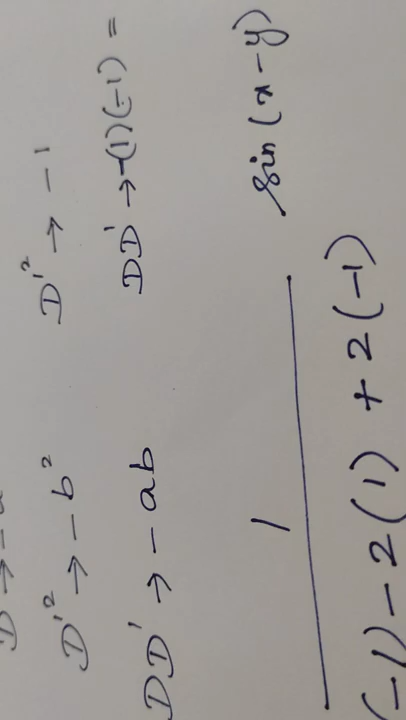 D'² → -b² D'² → -1
DD' → -ab DD' → -(1)(-1) =
1 sin(x-y)
(-1) - 2(1) + 2(-1)